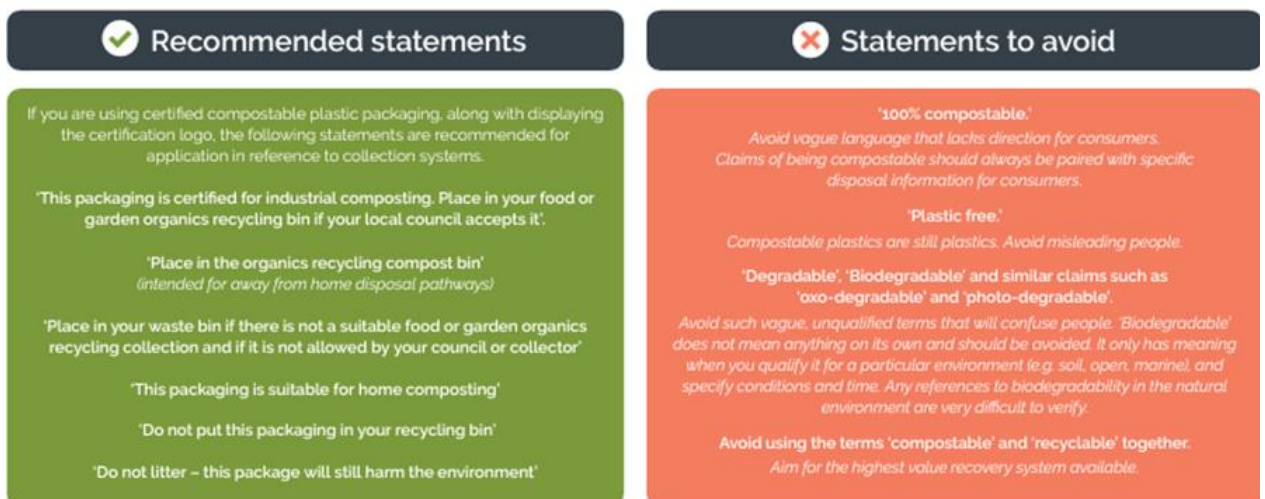 Recommended statements
If you are using certified compostable plastic packaging, along with displaying
the certification logo, the following statements are recommended for
application in reference to collection systems.
'This packaging is certified for industrial composting. Place in your food or
garden organics recycling bin if your local council accepts it'.
'Place in the organics recycling compost bin'
(intended for away from home disposal pathways)
'Place in your waste bin if there is not a suitable food or garden organics
recycling collection and if it is not allowed by your council or collector'
'This packaging is suitable for home composting'
'Do not put this packaging in your recycling bin'
'Do not litter – this package will still harm the environment'
Statements to avoid
'100% compostable.'
Avoid vague language that lacks direction for consumers.
Claims of being compostable should always be paired with specific
disposal information for consumers.
'Plastic free.'
Compostable plastics are still plastics. Avoid misleading people.
'Degradable', 'Biodegradable' and similar claims such as
'oxo-degradable' and 'photo-degradable'.
Avoid such vague, unqualified terms that will confuse people. 'Biodegradable'
does not mean anything on its own and should be avoided. It only has meaning
when you qualify it for a particular environment (e.g. soil, open, marine), and
specify conditions and time. Any references to biodegradability in the natural
environment are very difficult to verify.
Avoid using the terms 'compostable' and 'recyclable' together.
Aim for the highest value recovery system available.